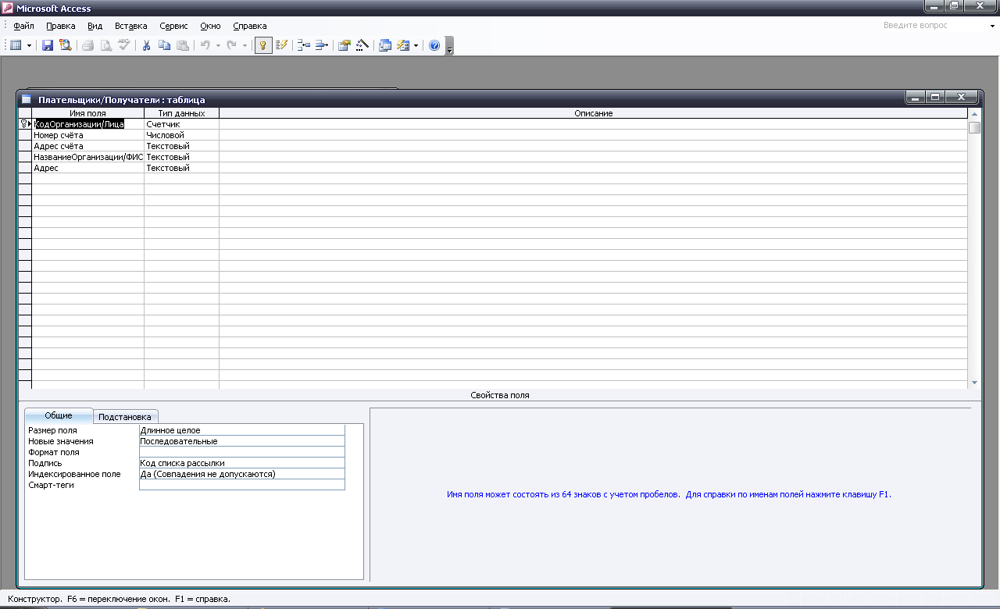 Microsoft Access
Файл Правка Вид Вставка Сервис Окно Справка Введите вопрос
ABC
Плательщики/Получатели : таблица
Имя поля Тип данных Описание
КодОрганизации/Лица Счетчик
Номер счёта Числовой
Адрес счёта Текстовый
НазваниеОрганизации/ФИО Текстовый
Адрес Текстовый
Свойства поля
Общие Подстановка
Размер поля Длинное целое
Новые значения Последовательные
Формат поля
Подпись Код списка рассылки
Индексированное поле Да (Совпадения не допускаются)
Смарт-теги
Имя поля может состоять из 64 знаков с учетом пробелов. Для справки по именам полей нажмите клавишу F1.
Конструктор. F6 = переключение окон. F1 = справка.